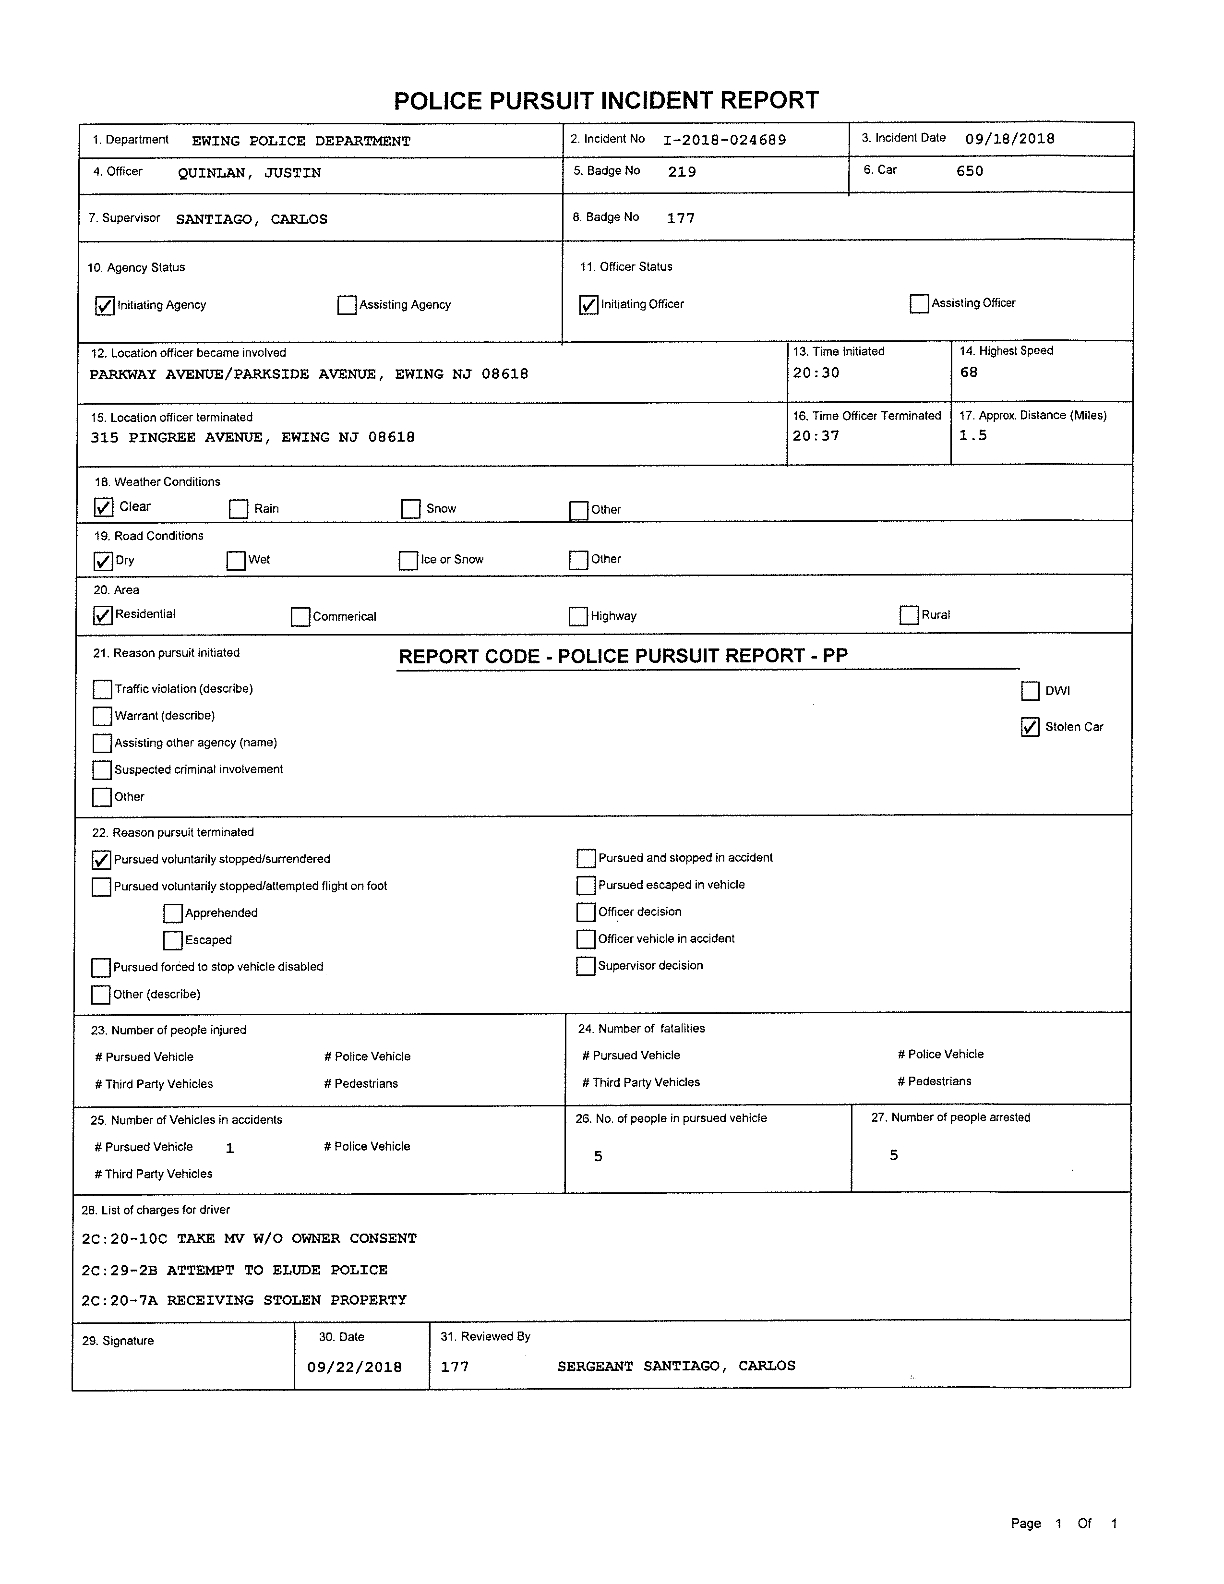 POLICE PURSUIT INCIDENT REPORT
1. Department EWING POLICE DEPARTMENT 2. Incident No I-2018-024689 3. Incident Date 09/18/2018
4. Officer QUINLAN, JUSTIN 5. Badge No 219 6. Car 650
7. Supervisor SANTIAGO, CARLOS 8. Badge No 177
10. Agency Status 11. Officer Status
Initiating Agency Assisting Agency Initiating Officer Assisting Officer
12. Location officer became involved 13. Time Initiated 14. Highest Speed
PARKWAY AVENUE/PARKSIDE AVENUE, EWING NJ 08618 20:30 68
15. Location officer terminated 16. Time Officer Terminated 17. Approx. Distance (Miles)
315 PINGREE AVENUE, EWING NJ 08618 20:37 1.5
18. Weather Conditions
Clear Rain Snow Other
19. Road Conditions
Dry Wet Ice or Snow Other
20. Area
Residential Commerical Highway Rural
21. Reason pursuit initiated REPORT CODE - POLICE PURSUIT REPORT - PP
Traffic violation (describe) DWI
Warrant (describe)
Stolen Car
Assisting other agency (name)
Suspected criminal involvement
Other
22. Reason pursuit terminated
Pursued voluntarily stopped/surrendered Pursued and stopped in accident
Pursued voluntarily stopped/attempted flight on foot Pursued escaped in vehicle
Apprehended Officer decision
Escaped Officer vehicle in accident
Pursued forced to stop vehicle disabled Supervisor decision
Other (describe)
23. Number of people injured 24. Number of fatalities
# Pursued Vehicle # Police Vehicle # Pursued Vehicle # Police Vehicle
# Third Party Vehicles # Pedestrians # Third Party Vehicles # Pedestrians
25. Number of Vehicles in accidents 26. No. of people in pursued vehicle 27. Number of people arrested
# Pursued Vehicle 1 # Police Vehicle 5 5
# Third Party Vehicles
28. List of charges for driver
2C:20-10C TAKE MV W/O OWNER CONSENT
2C:29-2B ATTEMPT TO ELUDE POLICE
2C:20-7A RECEIVING STOLEN PROPERTY
29. Signature 30. Date 31. Reviewed By
09/22/2018 177 SERGEANT SANTIAGO, CARLOS
Page 1 Of 1